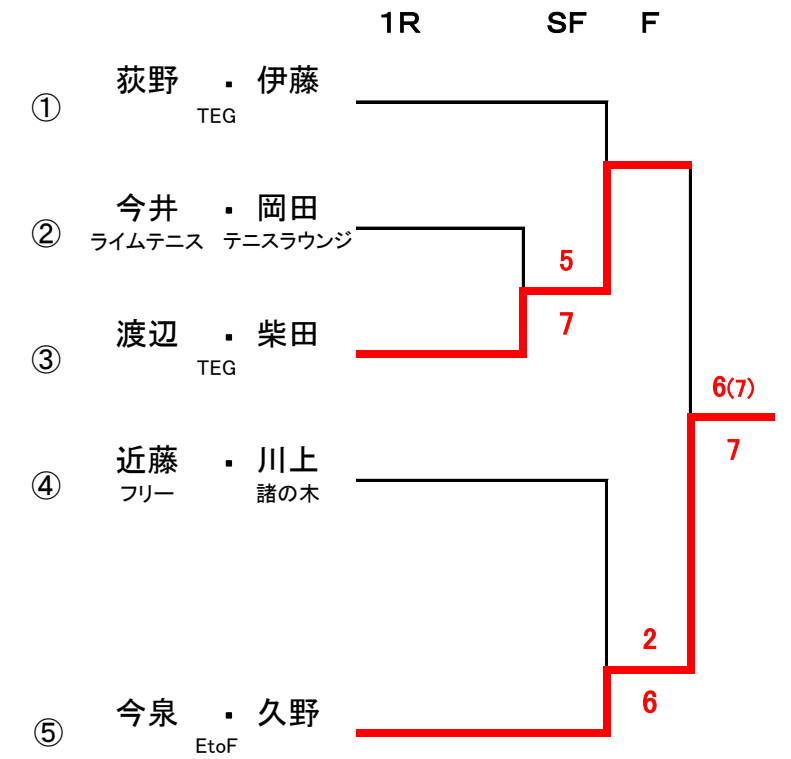 1R SF F
荻野 ・ 伊藤
① TEG
今井 ・ 岡田
② ライムテニス テニスラウンジ
5
渡辺 ・ 柴田 7
③ TEG
6(7)
近藤 ・ 川上 7
④ フリー 諸の木
2
今泉 ・ 久野 6
⑤ EtoF